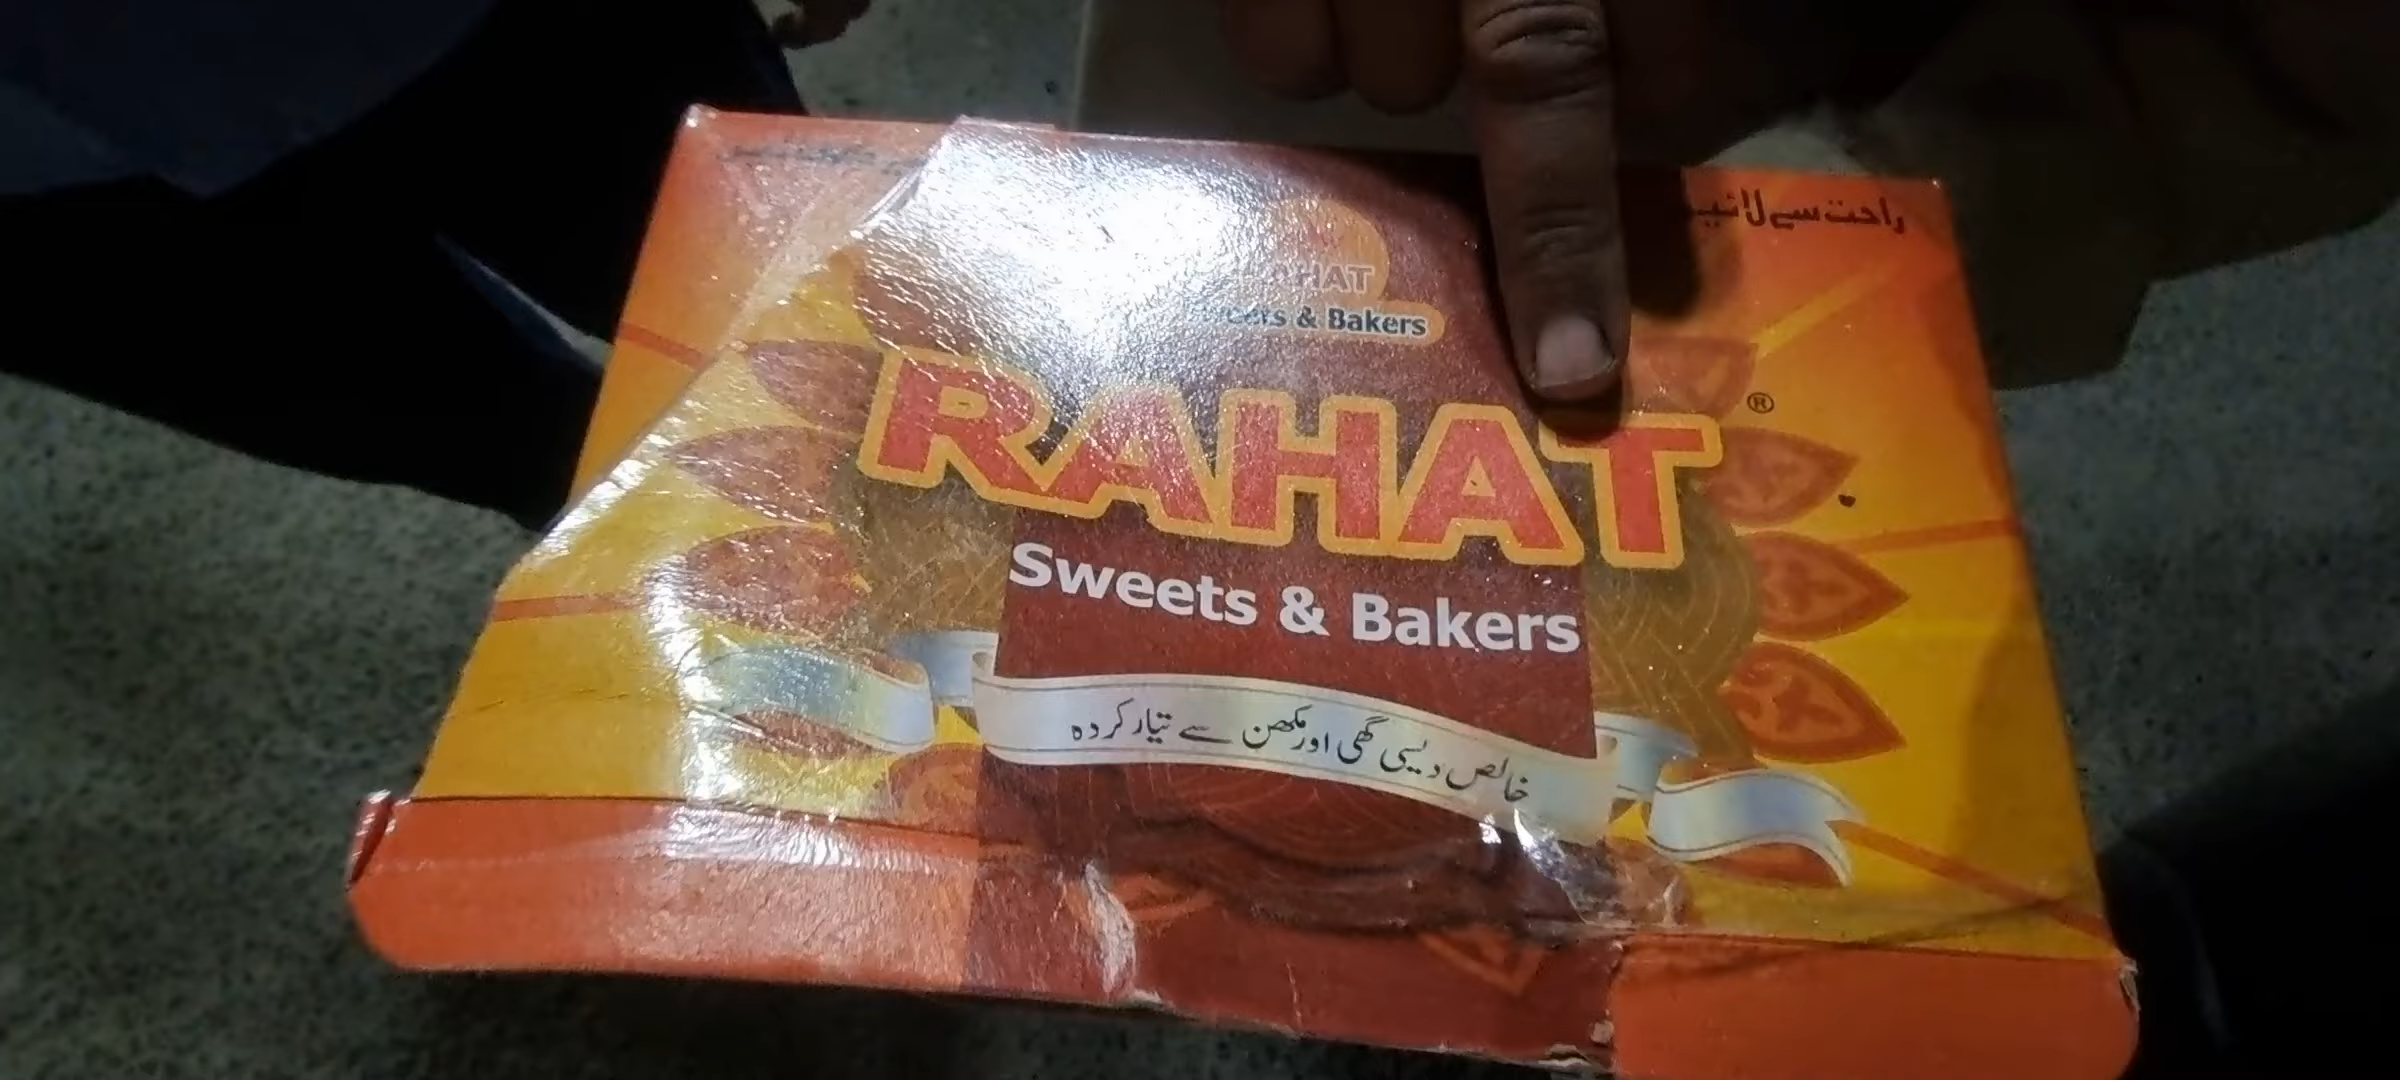 راحت سے لائیے
RAHAT
Sweets & Bakers
RAHAT ®
Sweets & Bakers
خالص دیسی گھی اور مکھن سے تیار کردہ